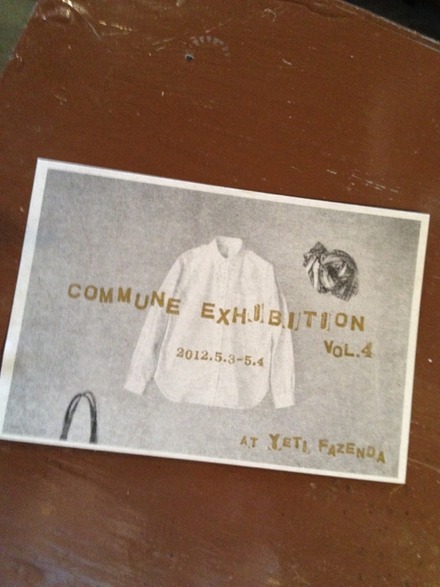 COMMUNE EXHIBITION
VOL.4
2012.5.3-5.4
AT YETI FAZENDA